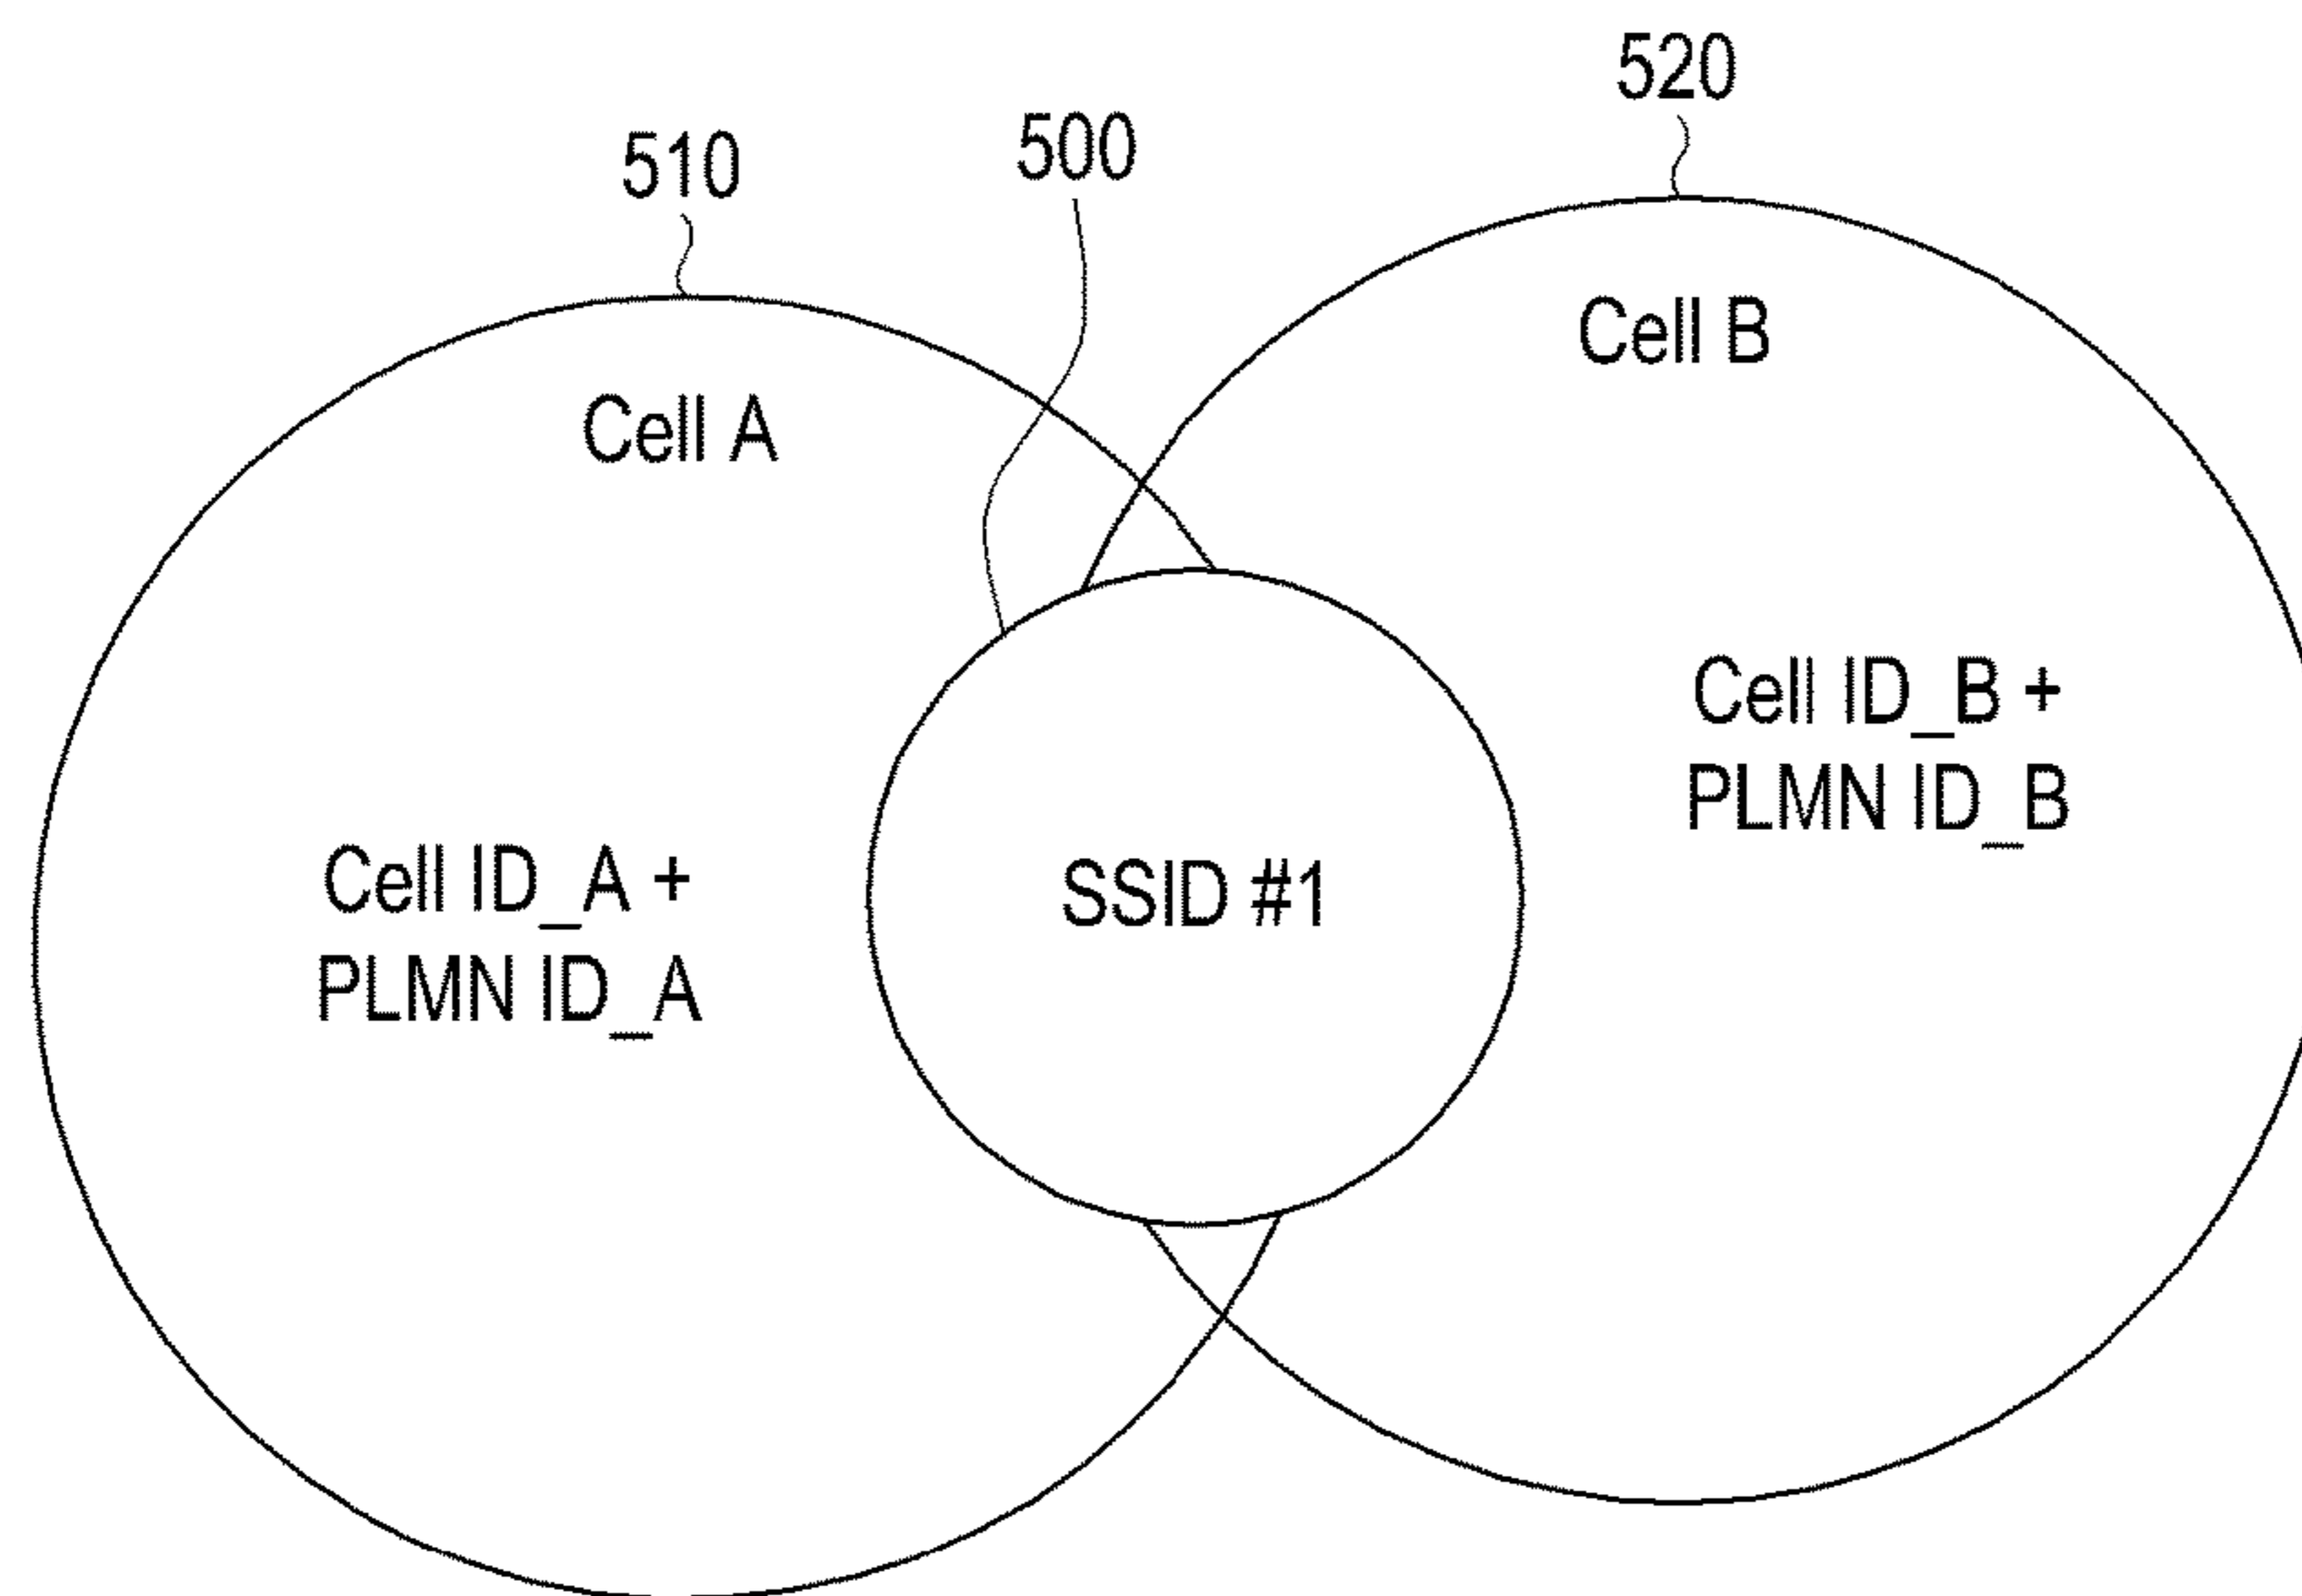 520
510
500
Cell B
Cell A
Cell ID_B +
PLMN ID_B
Cell ID_A +
PLMN ID_A
SSID #1